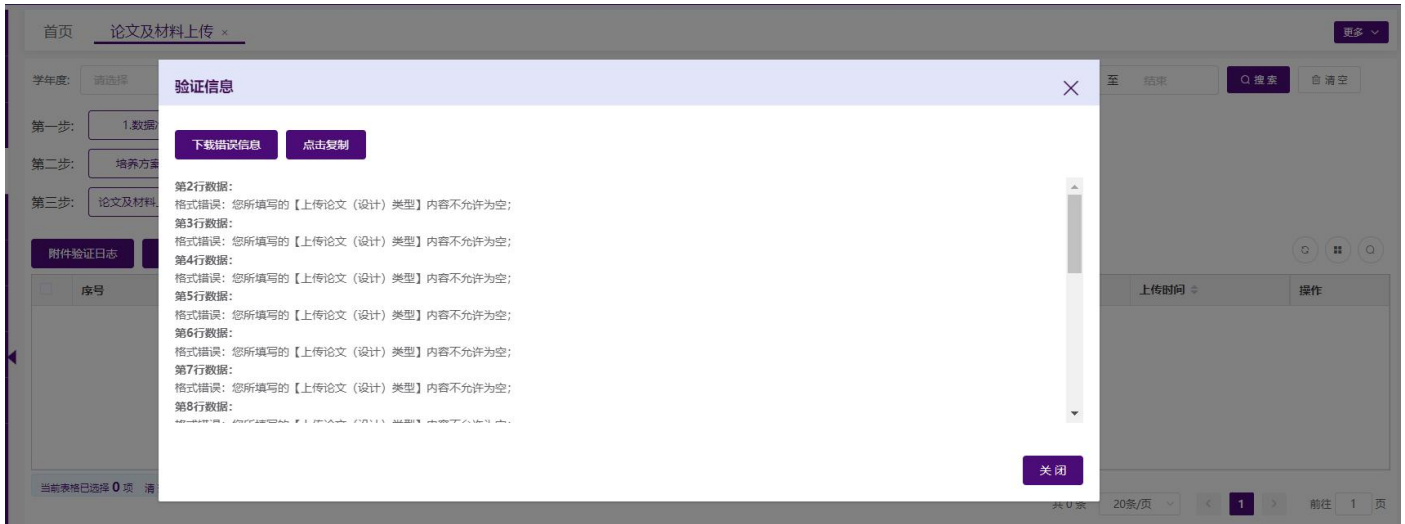 首页 论文及材料上传 × 更多
学年度: 请选择 至 结束 搜索 清空
验证信息
第一步: 1.数据
下载错误信息 点击复制
第二步: 培养方案
第三步: 论文及材料
第2行数据:
格式错误: 您所填写的【上传论文（设计）类型】内容不允许为空;
第3行数据:
格式错误: 您所填写的【上传论文（设计）类型】内容不允许为空;
第4行数据:
格式错误: 您所填写的【上传论文（设计）类型】内容不允许为空;
第5行数据:
格式错误: 您所填写的【上传论文（设计）类型】内容不允许为空;
第6行数据:
格式错误: 您所填写的【上传论文（设计）类型】内容不允许为空;
第7行数据:
格式错误: 您所填写的【上传论文（设计）类型】内容不允许为空;
第8行数据:
附件验证日志
序号 上传时间 操作
关闭
当前表格已选择 0 项 请
共 0 条 20条/页 1 前往 1 页